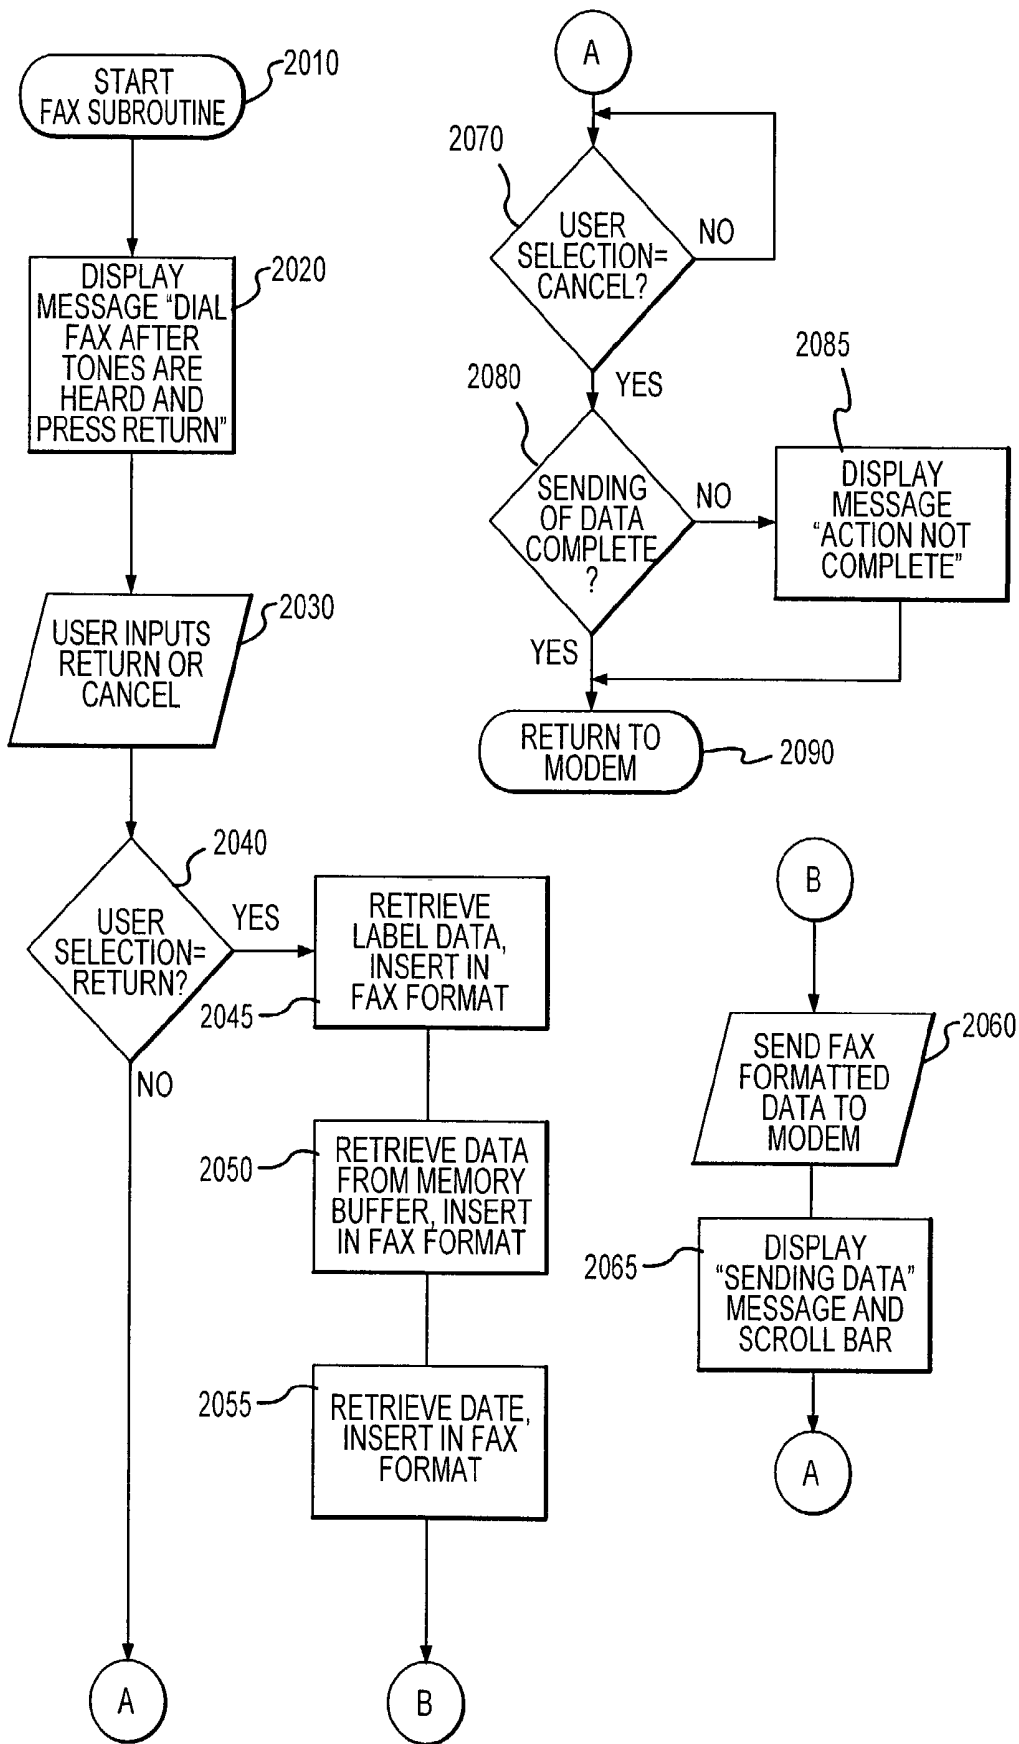 START
FAX SUBROUTINE
2010
DISPLAY
MESSAGE “DIAL
FAX AFTER
TONES ARE
HEARD AND
PRESS RETURN”
2020
USER INPUTS
RETURN OR
CANCEL
2030
USER
SELECTION=
RETURN?
2040
YES
NO
A
RETRIEVE
LABEL DATA,
INSERT IN
FAX FORMAT
2045
RETRIEVE DATA
FROM MEMORY
BUFFER, INSERT
IN FAX FORMAT
2050
RETRIEVE DATE,
INSERT IN FAX
FORMAT
2055
B
A
2070
USER
SELECTION=
CANCEL?
NO
YES
2080
SENDING
OF DATA
COMPLETE
?
NO
YES
2085
DISPLAY
MESSAGE
“ACTION NOT
COMPLETE”
RETURN TO
MODEM
2090
B
SEND FAX
FORMATTED
DATA TO
MODEM
2060
DISPLAY
“SENDING DATA”
MESSAGE AND
SCROLL BAR
2065
A